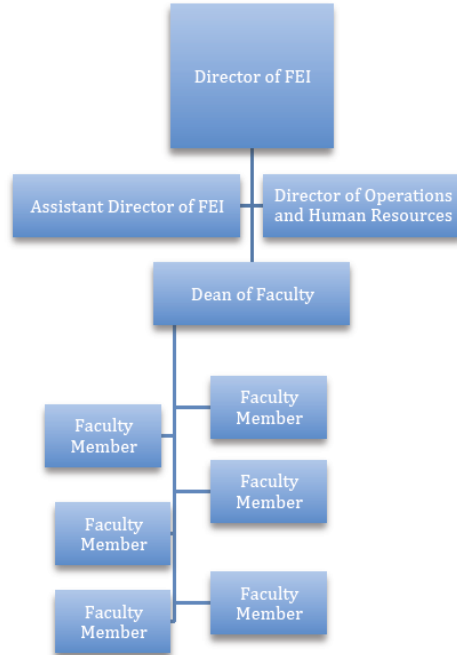 Director of FEI
Assistant Director of FEI
Director of Operations
and Human Resources
Dean of Faculty
Faculty
Member
Faculty
Member
Faculty
Member
Faculty
Member
Faculty
Member
Faculty
Member